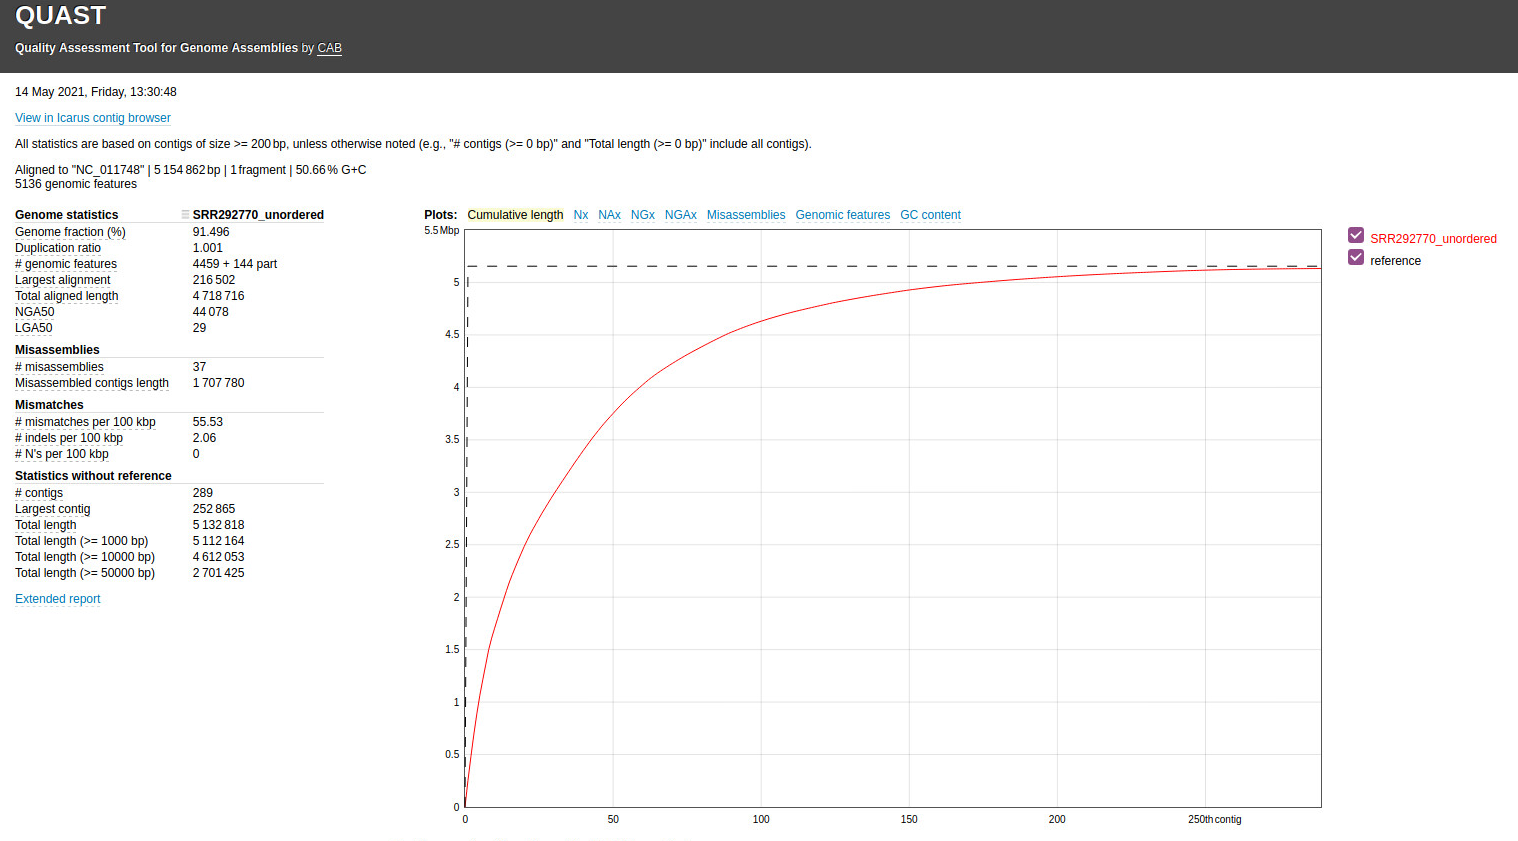 QUAST
Quality Assessment Tool for Genome Assemblies by CAB
14 May 2021, Friday, 13:30:48
View in Icarus contig browser
All statistics are based on contigs of size >= 200 bp, unless otherwise noted (e.g., "# contigs (>= 0 bp)" and "Total length (>= 0 bp)" include all contigs).
Aligned to "NC_011748" | 5 154 862 bp | 1 fragment | 50.66 % G+C
5136 genomic features
Genome statistics SRR292770_unordered
Genome fraction (%) 91.496
Duplication ratio 1.001
# genomic features 4459 + 144 part
Largest alignment 216 502
Total aligned length 4 718 716
NGA50 44 078
LGA50 29
Misassemblies
# misassemblies 37
Misassembled contigs length 1 707 780
Mismatches
# mismatches per 100 kbp 55.53
# indels per 100 kbp 2.06
# N's per 100 kbp 0
Statistics without reference
# contigs 289
Largest contig 252 865
Total length 5 132 818
Total length (>= 1000 bp) 5 112 164
Total length (>= 10000 bp) 4 612 053
Total length (>= 50000 bp) 2 701 425
Extended report
Plots: Cumulative length Nx NAx NGx NGAx Misassemblies Genomic features GC content
5.5 Mbp
5
4.5
4
3.5
3
2.5
2
1.5
1
0.5
0
0 50 100 150 200 250th contig
SRR292770_unordered
reference